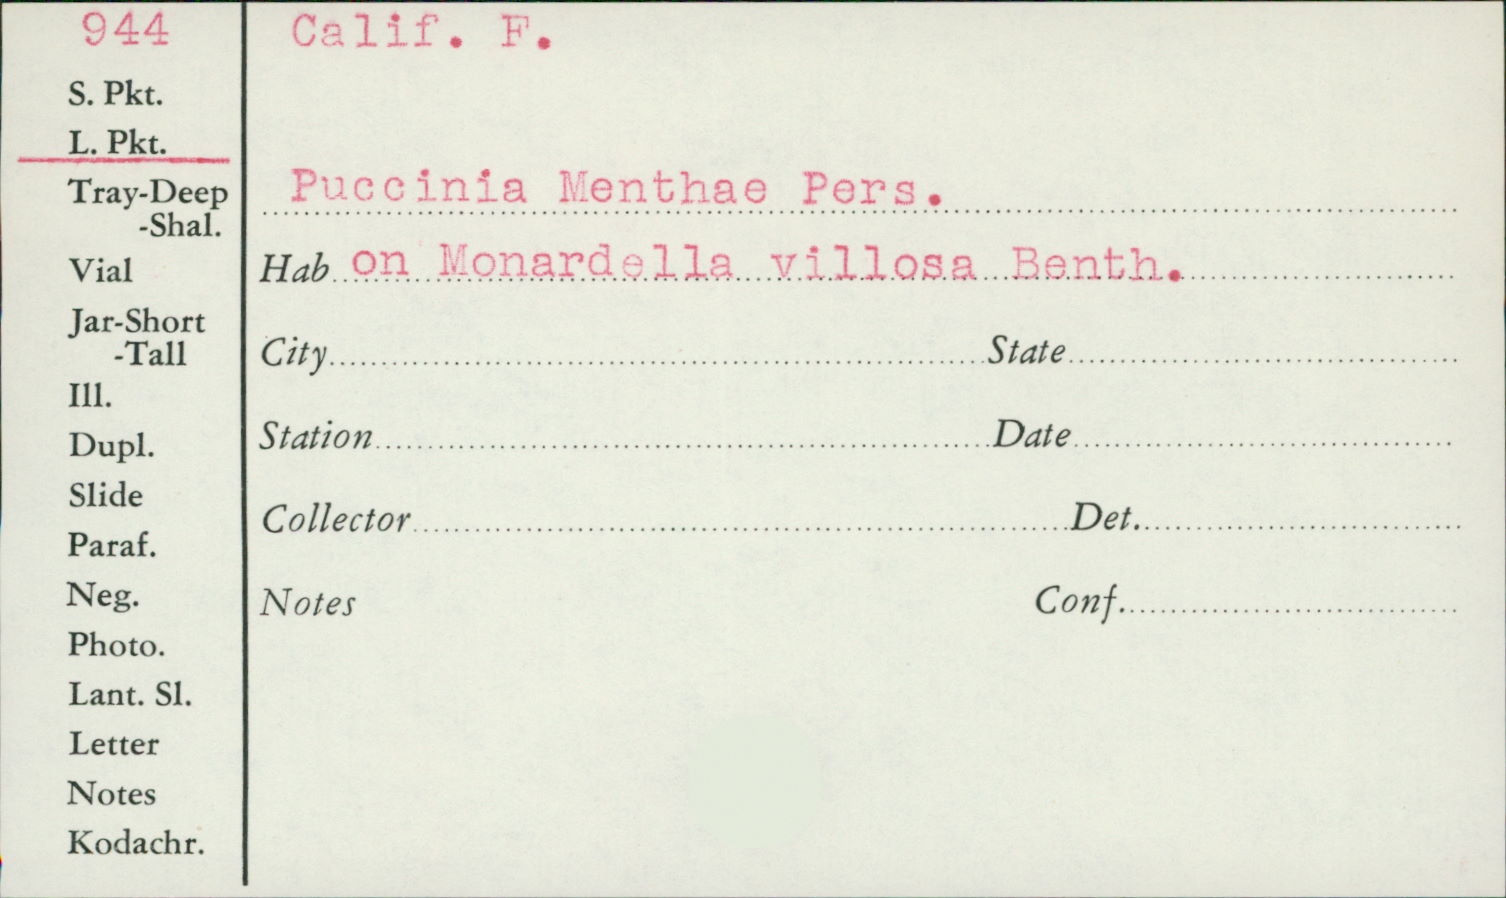 944
S. Pkt.
L. Pkt.
Tray-Deep
-Shal.
Vial
Jar-Short
-Tall
Ill.
Dupl.
Slide
Paraf.
Neg.
Photo.
Lant. Sl.
Letter
Notes
Kodachr.
Calif. F.
Puccinia Menthae Pers.
Hab on Monardella villosa Benth.
City State
Station Date
Collector Det.
Notes Conf.